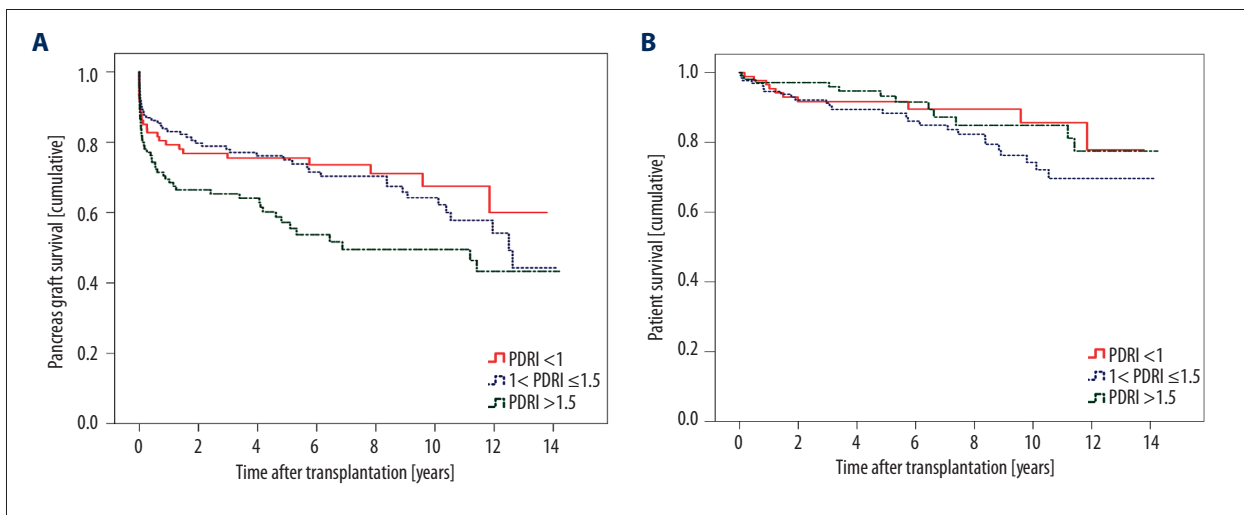 A
Pancreas graft survival [cumulative]
1.0
0.8
0.6
0.4
0.2
0.0
0 2 4 6 8 10 12 14
Time after transplantation [years]
PDRI <1
1< PDRI ≤1.5
PDRI >1.5
B
Patient survival [cumulative]
1.0
0.8
0.6
0.4
0.2
0.0
0 2 4 6 8 10 12 14
Time after transplantation [years]
PDRI <1
1< PDRI ≤1.5
PDRI >1.5